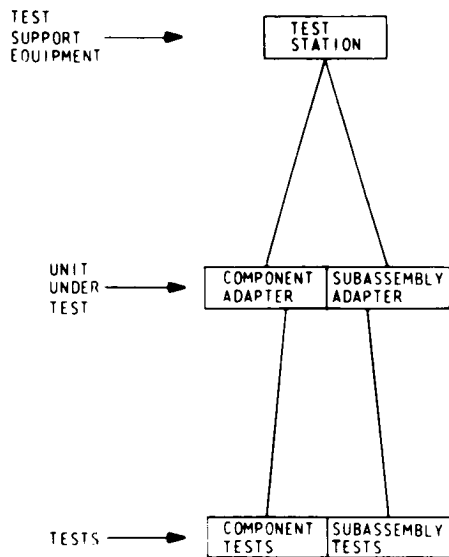 TEST
SUPPORT
EQUIPMENT
TEST
STATION
UNIT
UNDER
TEST
COMPONENT
ADAPTER
SUBASSEMBLY
ADAPTER
TESTS
COMPONENT
TESTS
SUBASSEMBLY
TESTS